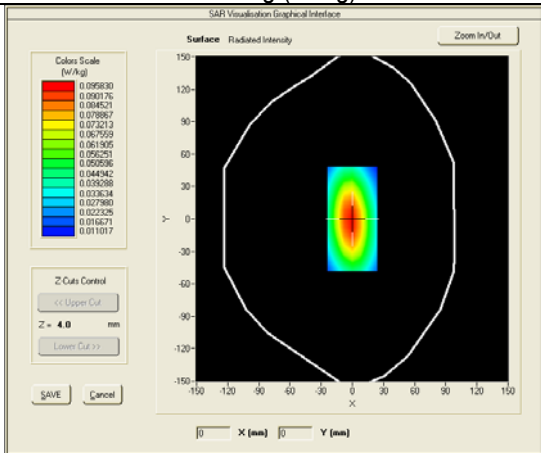 SAR Visualisation Graphical Interface
Surface Radiated Intensity
Zoom In/Out
Colors Scale
(W/kg)
0.095830
0.090176
0.084521
0.078867
0.073213
0.067559
0.061905
0.056251
0.050596
0.044942
0.039288
0.033634
0.027980
0.022325
0.016671
0.011017
150
120
90
60
30
0
-30
-60
-90
-120
-150
Y
-150 -120 -90 -60 -30 0 30 60 90 120 150
X
Z-Cuts Control
<< Upper Cut
Z = 4.0 mm
Lower Cut >>
SAVE Cancel
0 X (mm) 0 Y (mm)